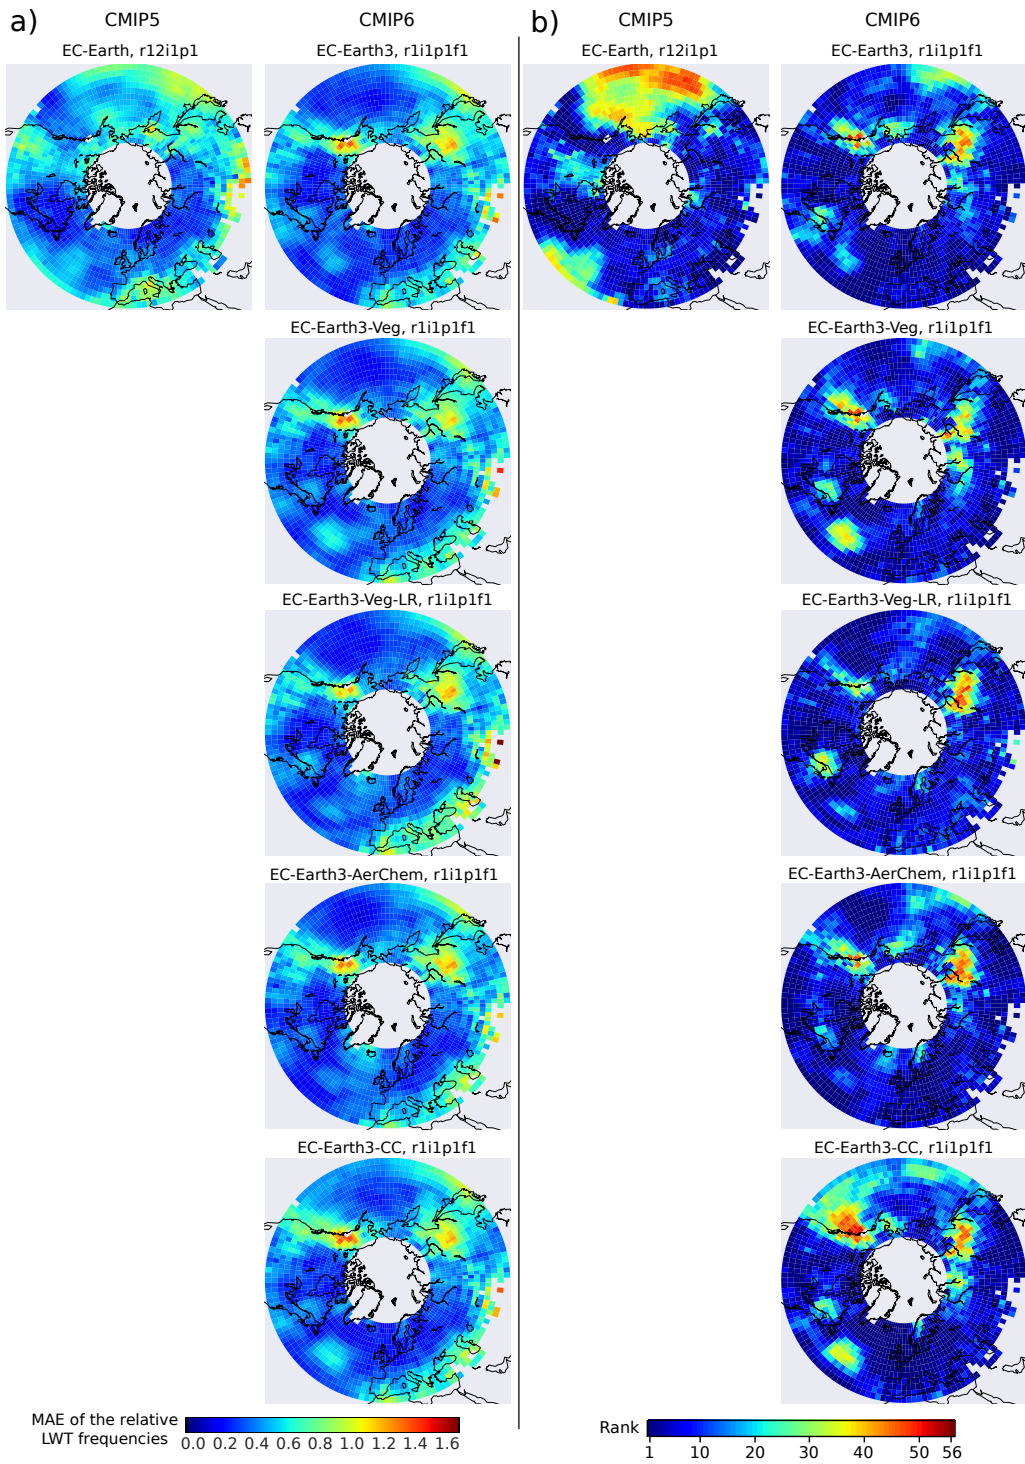 a) CMIP5 CMIP6 b) CMIP5 CMIP6
EC-Earth, r12i1p1 EC-Earth3, r1i1p1f1 EC-Earth, r12i1p1 EC-Earth3, r1i1p1f1
EC-Earth3-Veg, r1i1p1f1 EC-Earth3-Veg, r1i1p1f1
EC-Earth3-Veg-LR, r1i1p1f1 EC-Earth3-Veg-LR, r1i1p1f1
EC-Earth3-AerChem, r1i1p1f1 EC-Earth3-AerChem, r1i1p1f1
EC-Earth3-CC, r1i1p1f1 EC-Earth3-CC, r1i1p1f1
MAE of the relative
LWT frequencies
0.0 0.2 0.4 0.6 0.8 1.0 1.2 1.4 1.6
Rank
1 10 20 30 40 50 56